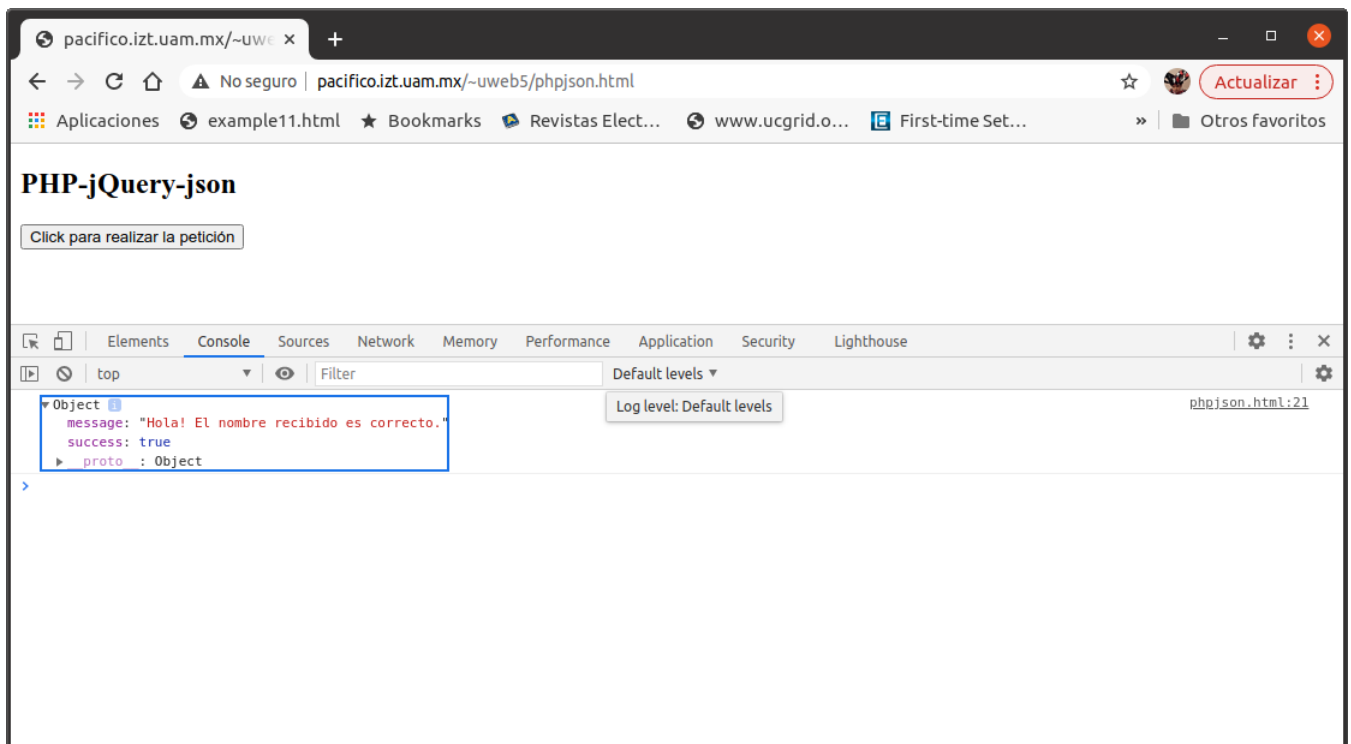 pacifico.izt.uam.mx/~uwe
No seguro | pacifico.izt.uam.mx/~uweb5/phpjson.html
Actualizar
Aplicaciones example11.html Bookmarks Revistas Elect... www.ucgrid.o... First-time Set... » Otros favoritos
PHP-jQuery-json
Click para realizar la petición
Elements Console Sources Network Memory Performance Application Security Lighthouse
top Filter Default levels
Log level: Default levels
Object phpjson.html:21
message: "Hola! El nombre recibido es correcto."
success: true
__proto__: Object